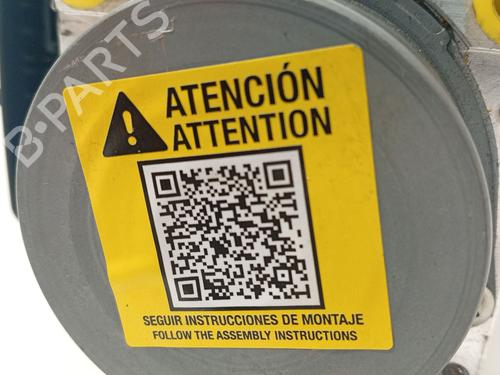 B-PARTS
ATENCIÓN
ATTENTION
SEGUIR INSTRUCCIONES DE MONTAJE
FOLLOW THE ASSEMBLY INSTRUCTIONS